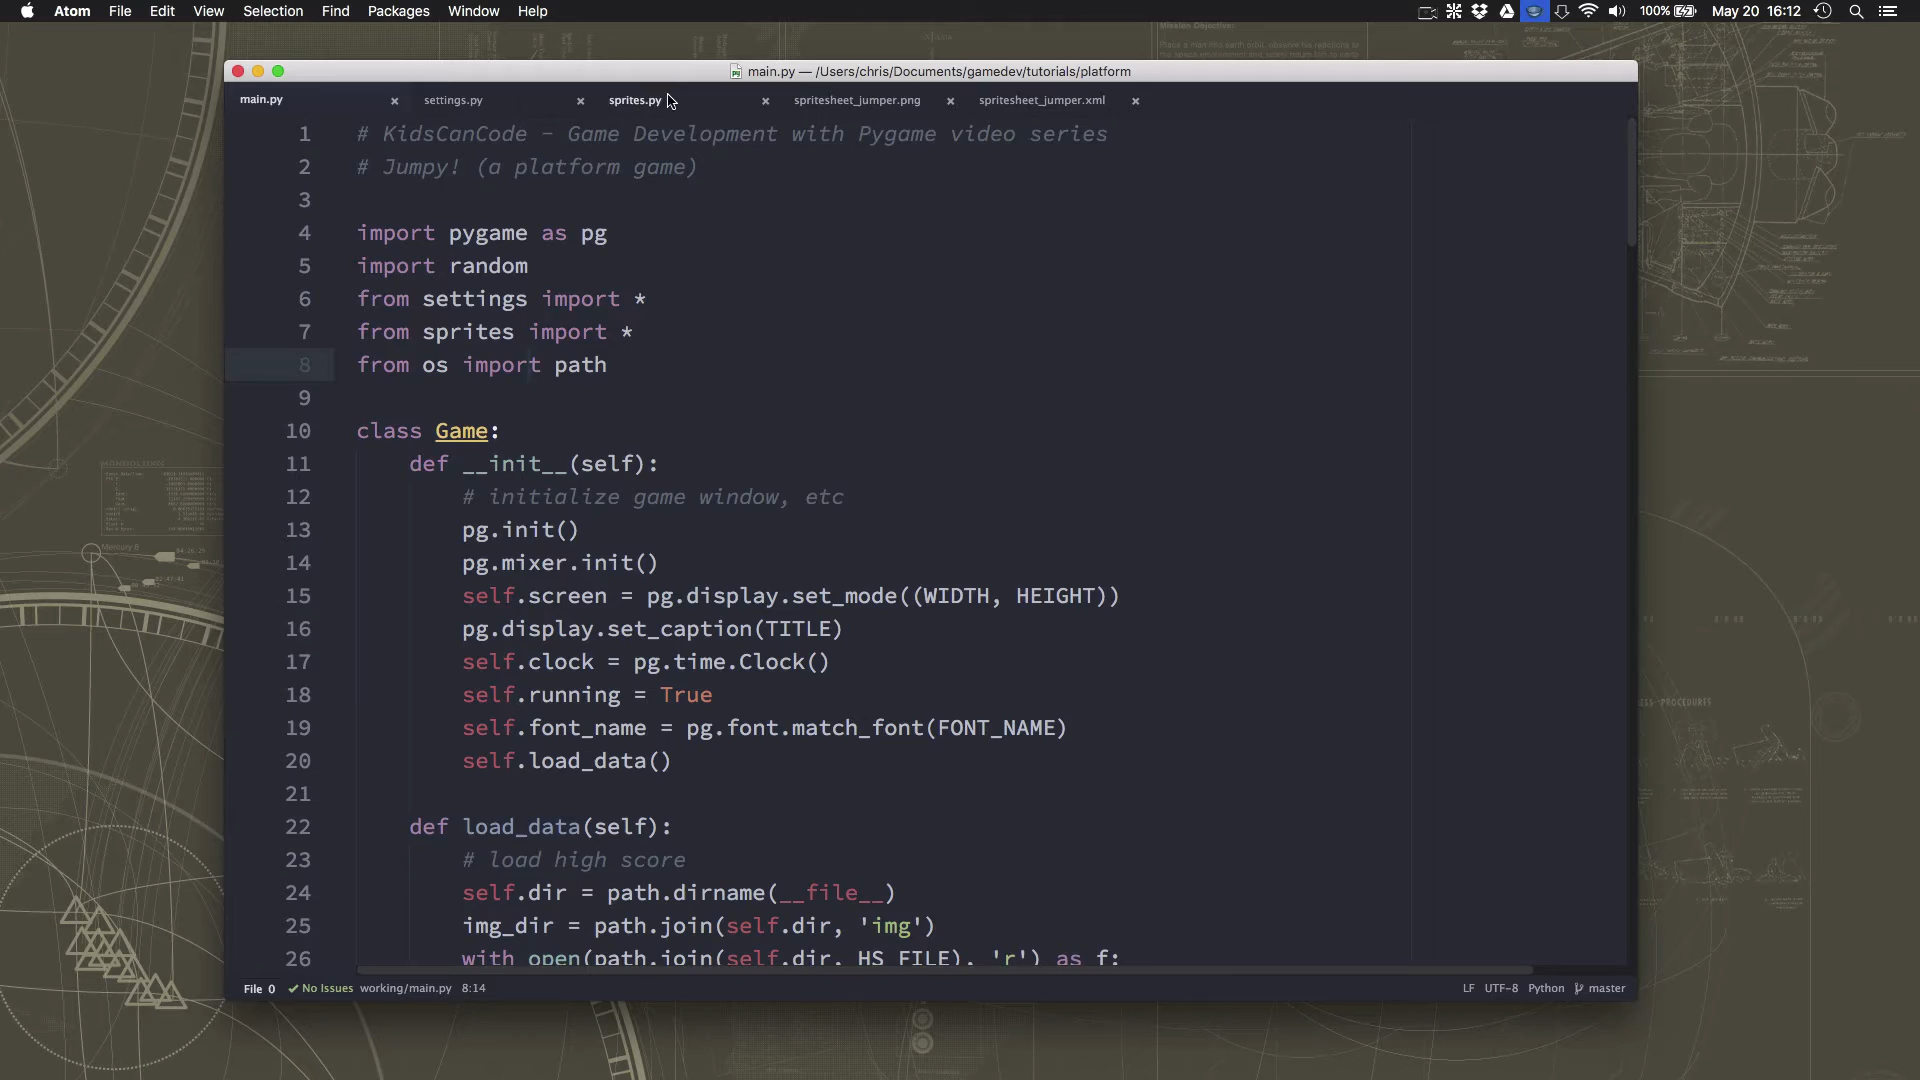 Atom File Edit View Selection Find Packages Window Help 100% May 20 16:12
main.py — /Users/chris/Documents/gamedev/tutorials/platform
main.py settings.py sprites.py spritesheet_jumper.png spritesheet_jumper.xml
1 # KidsCanCode - Game Development with Pygame video series
2 # Jumpy! (a platform game)
3
4 import pygame as pg
5 import random
6 from settings import *
7 from sprites import *
8 from os import path
9
10 class Game:
11 def __init__(self):
12 # initialize game window, etc
13 pg.init()
14 pg.mixer.init()
15 self.screen = pg.display.set_mode((WIDTH, HEIGHT))
16 pg.display.set_caption(TITLE)
17 self.clock = pg.time.Clock()
18 self.running = True
19 self.font_name = pg.font.match_font(FONT_NAME)
20 self.load_data()
21
22 def load_data(self):
23 # load high score
24 self.dir = path.dirname(__file__)
25 img_dir = path.join(self.dir, 'img')
26 with open(path.join(self.dir, HS_FILE), 'r') as f:
File 0 No Issues working/main.py 8:14 LF UTF-8 Python master